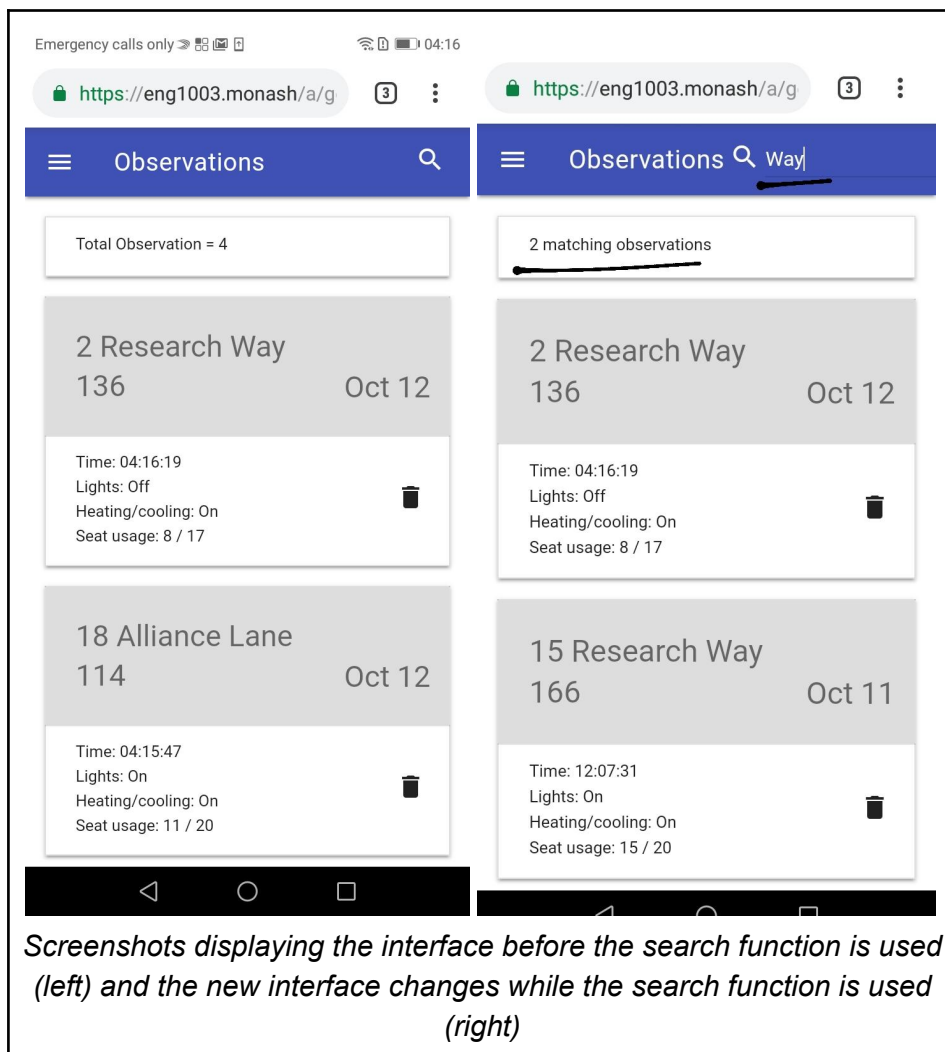 Emergency calls only 04:16
https://eng1003.monash/a/g 3
Observations
Total Observation = 4
2 Research Way
136 Oct 12
Time: 04:16:19
Lights: Off
Heating/cooling: On
Seat usage: 8 / 17
18 Alliance Lane
114 Oct 12
Time: 04:15:47
Lights: On
Heating/cooling: On
Seat usage: 11 / 20
https://eng1003.monash/a/g 3
Observations Way
2 matching observations
2 Research Way
136 Oct 12
Time: 04:16:19
Lights: Off
Heating/cooling: On
Seat usage: 8 / 17
15 Research Way
166 Oct 11
Time: 12:07:31
Lights: On
Heating/cooling: On
Seat usage: 15 / 20
Screenshots displaying the interface before the search function is used
(left) and the new interface changes while the search function is used
(right)